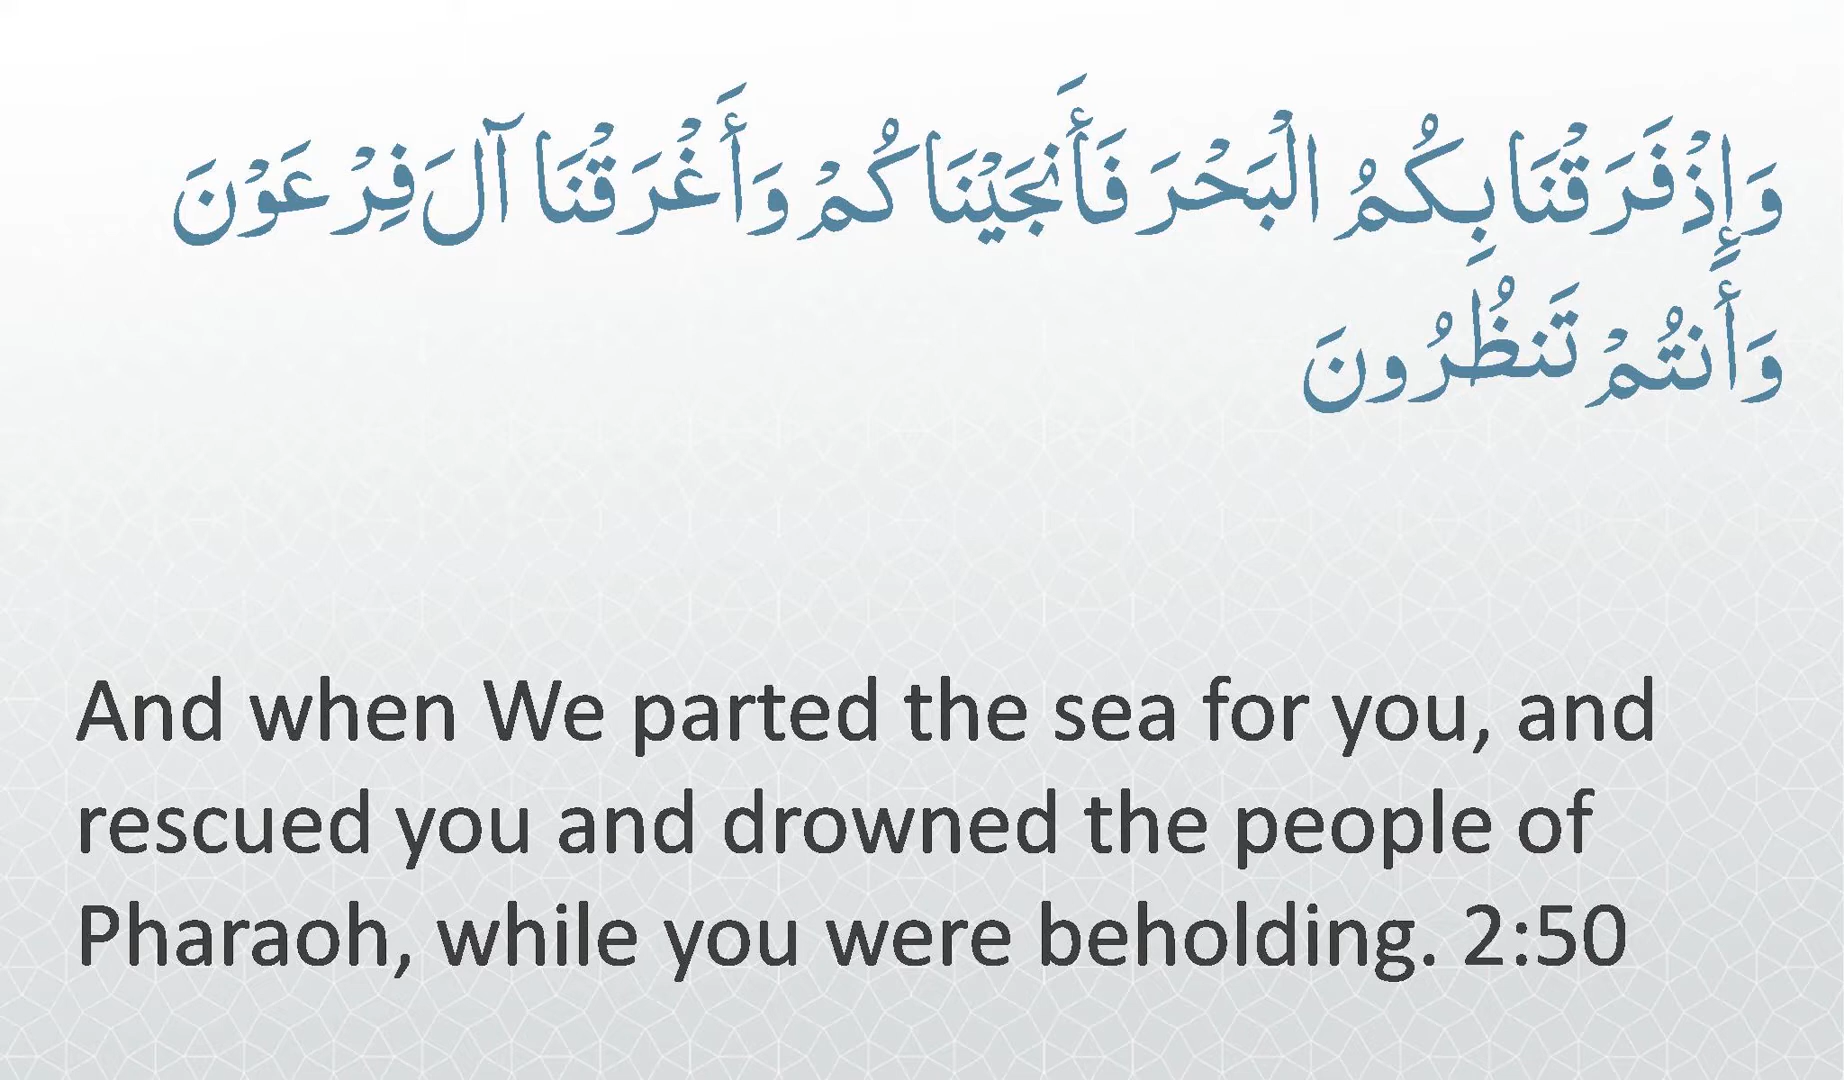 وَإِذْ فَرَقْنَا بِكُمُ الْبَحْرَ فَأَنجَيْنَاكُمْ وَأَغْرَقْنَا آلَ فِرْعَوْنَ
وَأَنتُمْ تَنظُرُونَ
And when We parted the sea for you, and
rescued you and drowned the people of
Pharaoh, while you were beholding. 2:50